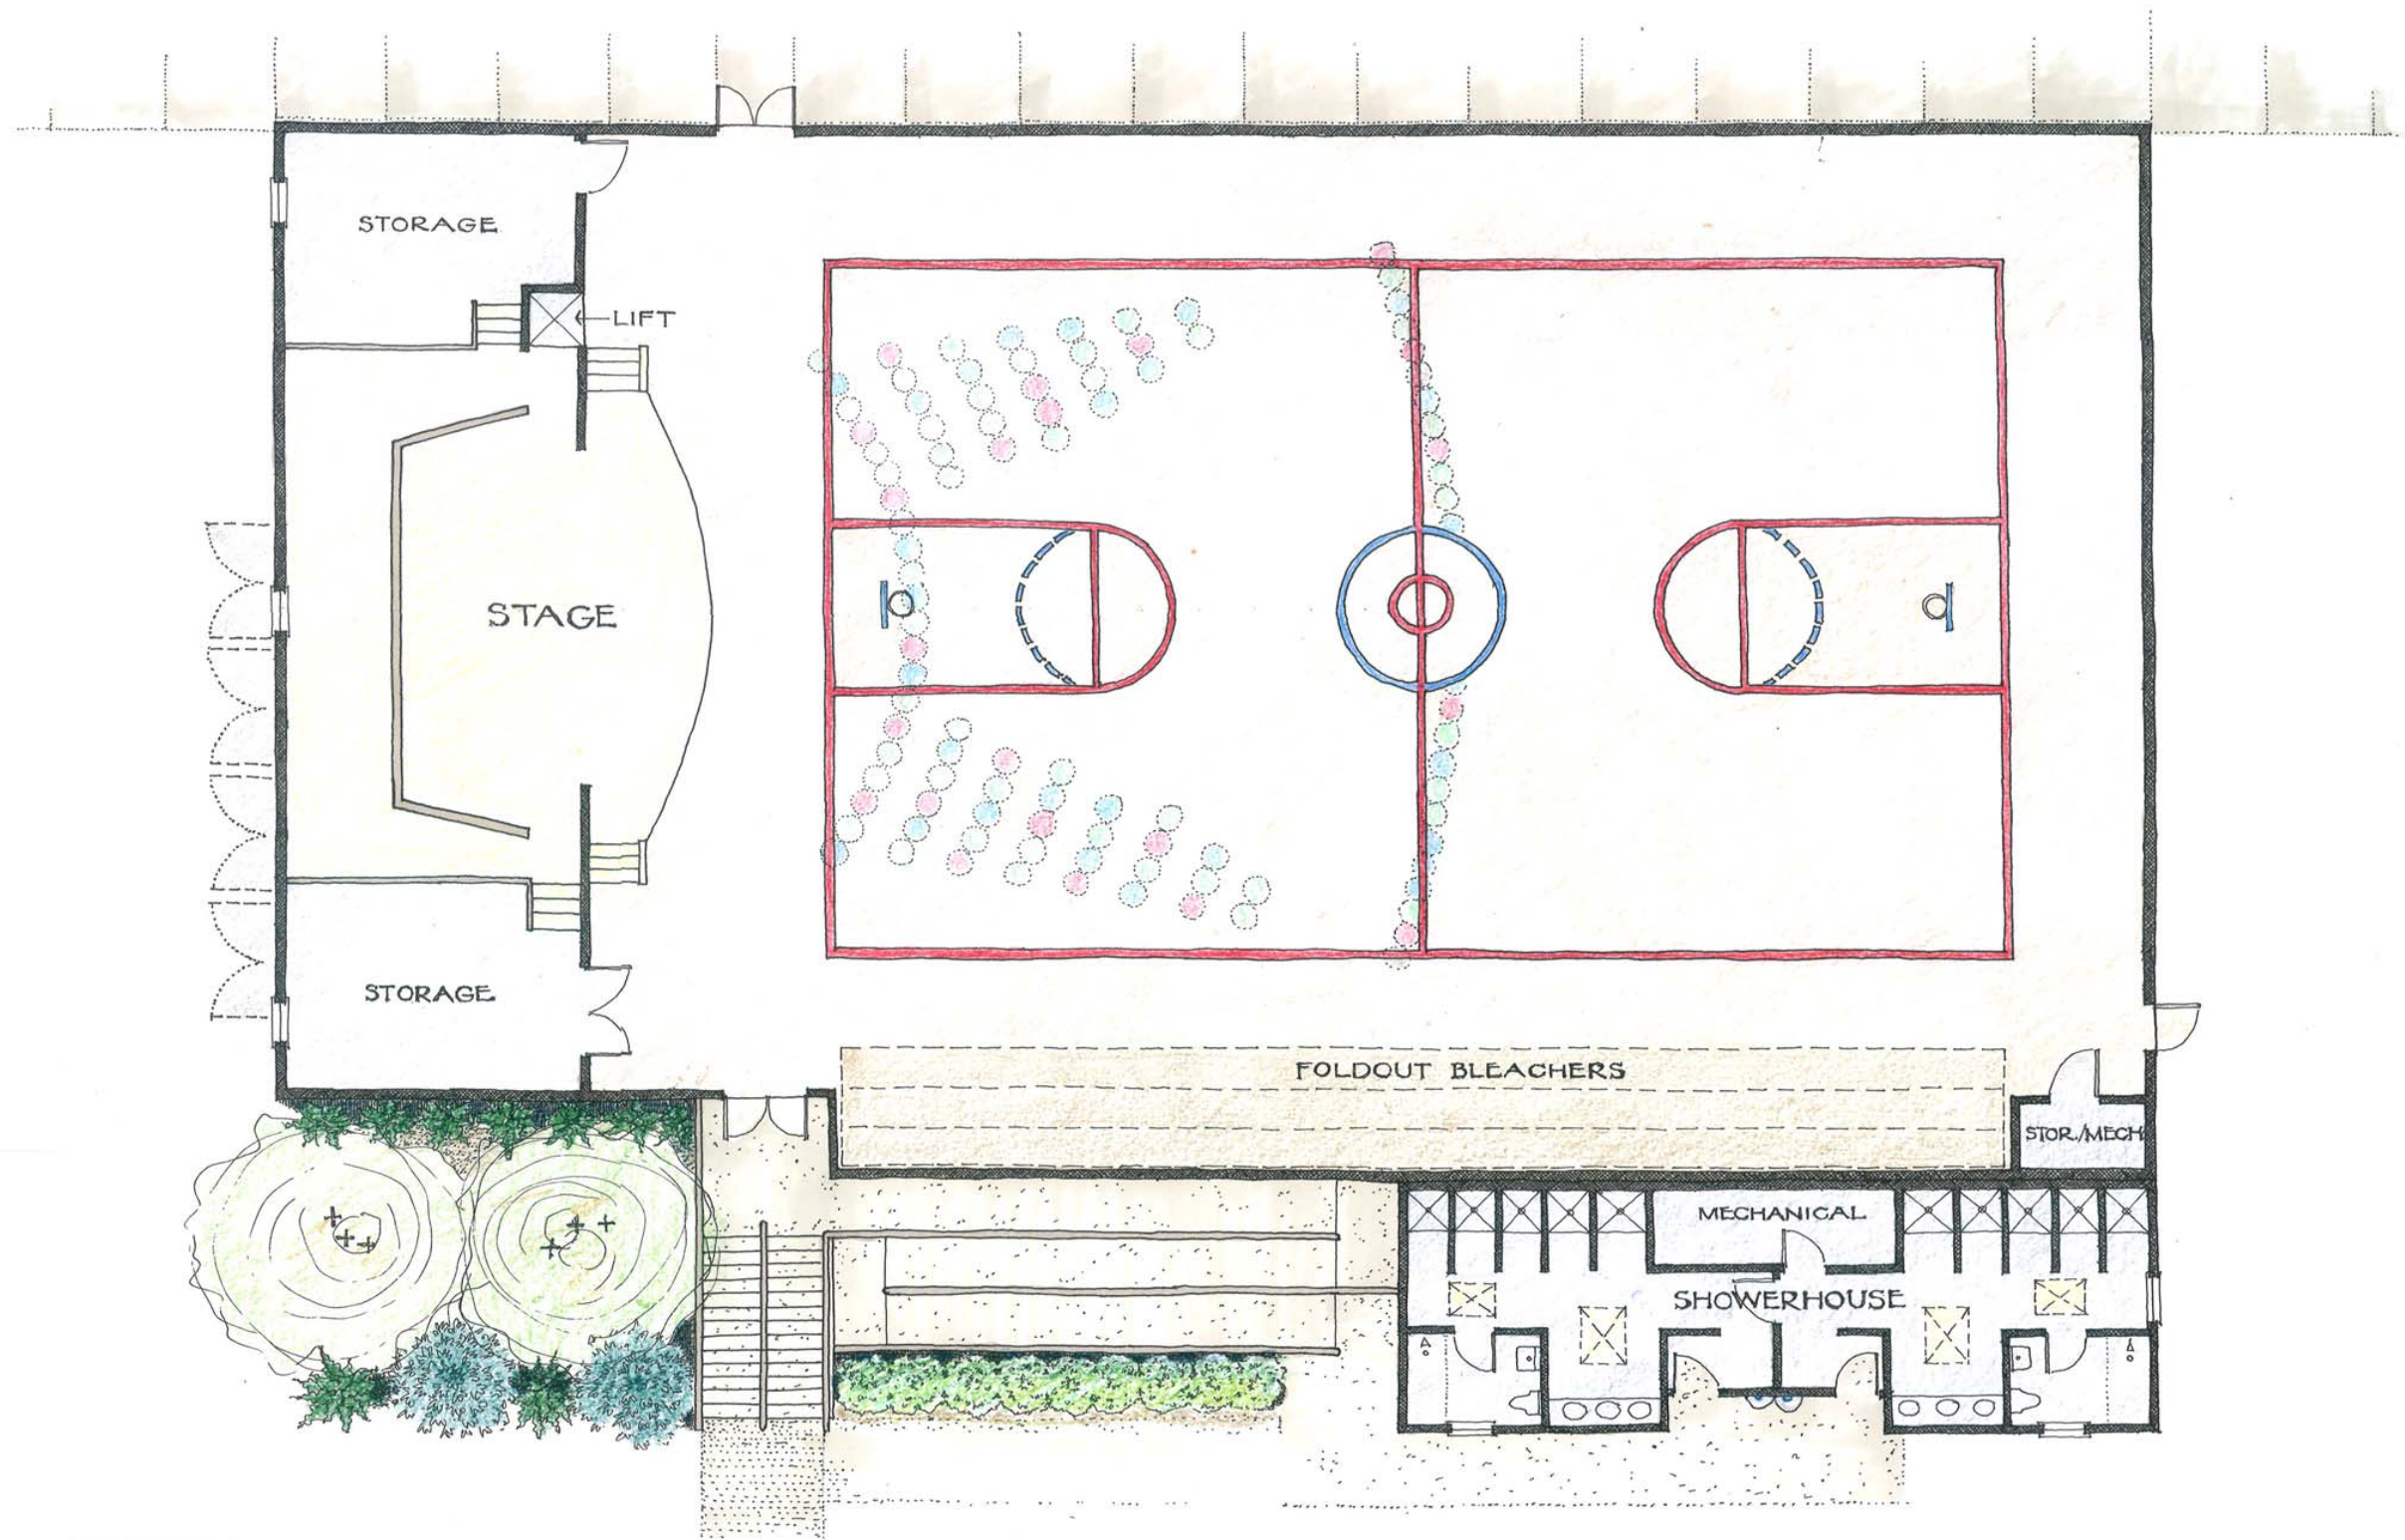 STORAGE
LIFT
STAGE
STORAGE
FOLDOUT BLEACHERS
STOR./MECH
MECHANICAL
SHOWERHOUSE